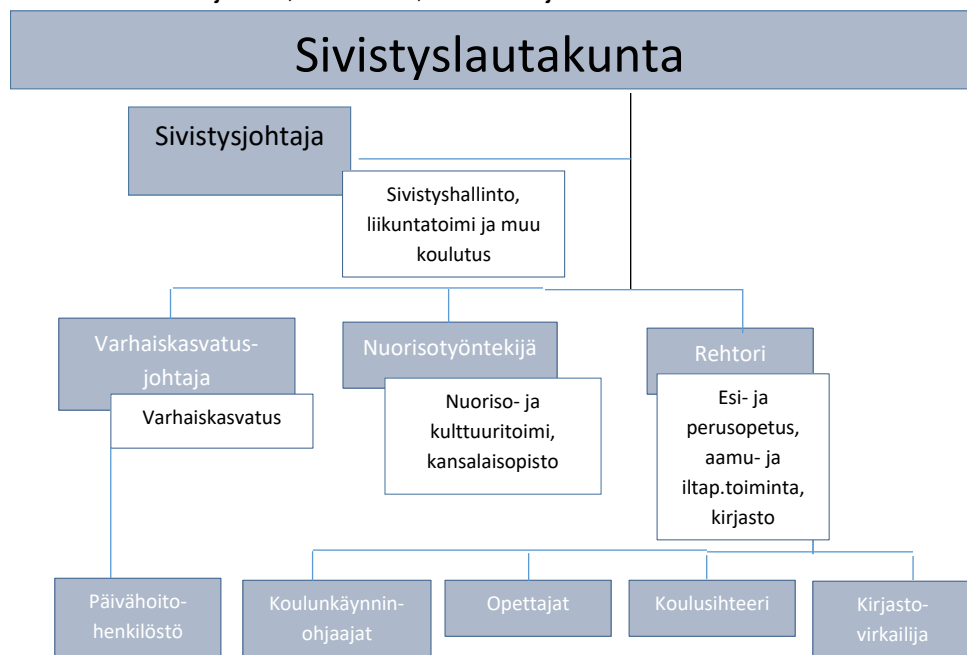 Sivistyslautakunta
Sivistysjohtaja
Sivistyshallinto,
liikuntatoimi ja muu
koulutus
Varhaiskasvatus-
johtaja
Varhaiskasvatus
Nuorisotyöntekijä
Nuoriso- ja
kulttuuritoimi,
kansalaisopisto
Rehtori
Esi- ja
perusopetus,
aamu- ja
iltap.toiminta,
kirjasto
Päivähoito-
henkilöstö
Koulunkäynnin-
ohjaajat
Opettajat
Koulusihteeri
Kirjasto-
virkailija